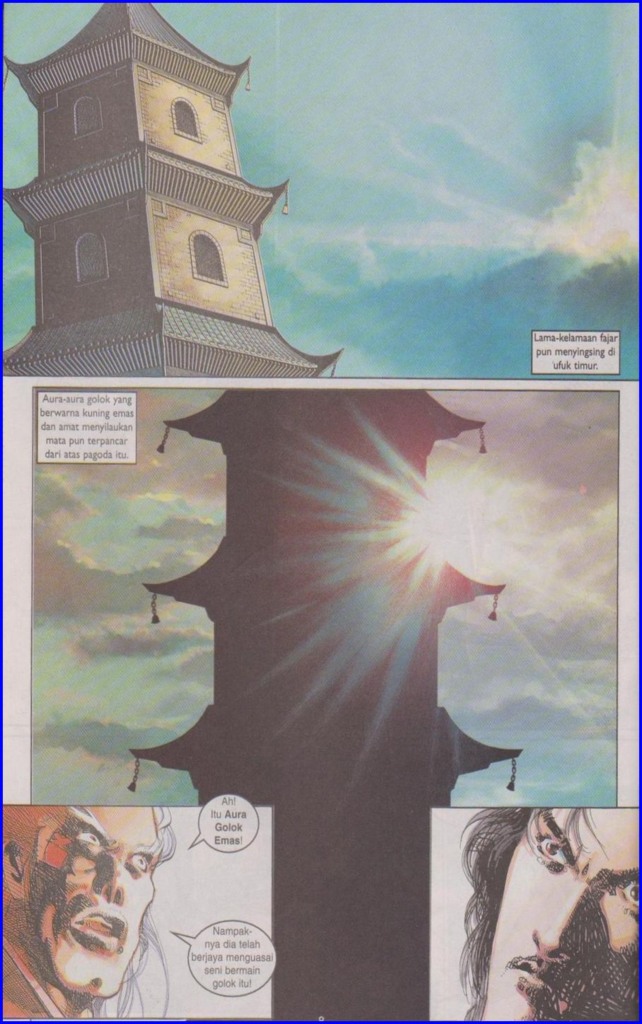 Lama-kelamaan fajar
pun menyingsing di
ufuk timur.
Aura-aura golok yang
berwarna kuning emas
dan amat menyilaukan
mata pun terpancar
dari atas pagoda itu.
Ah!
Itu Aura
Golok
Emas!
Nampak-
nya dia telah
berjaya menguasai
seni bermain
golok itu!
9